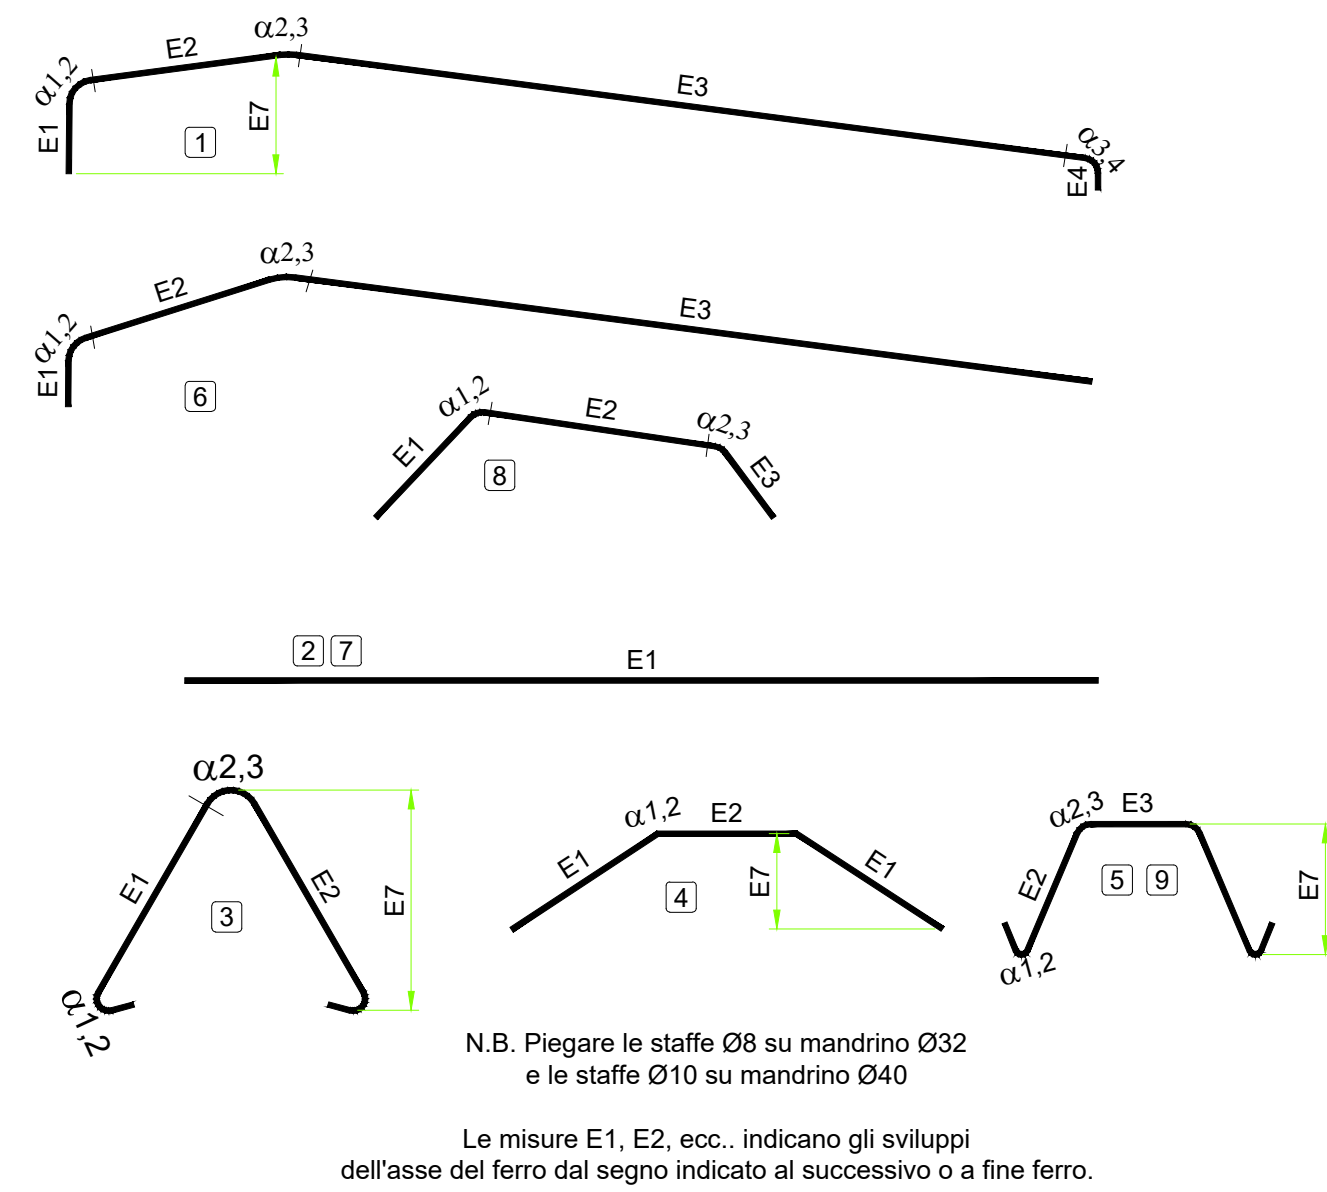 α2,3
E2
α1,2
E3
E7
E1
1
α3,4
E4
α2,3
E2
E3
α1,2
E1
6
α1,2
E2
α2,3
E1
8
E3
2 7
E1
α2,3
E1
E2
E7
3
α1,2
α1,2
E2
E1
E1
E7
4
α2,3
E3
E2
5 9
E7
α1,2
N.B. Piegare le staffe Ø8 su mandrino Ø32
e le staffe Ø10 su mandrino Ø40
Le misure E1, E2, ecc.. indicano gli sviluppi
dell'asse del ferro dal segno indicato al successivo o a fine ferro.